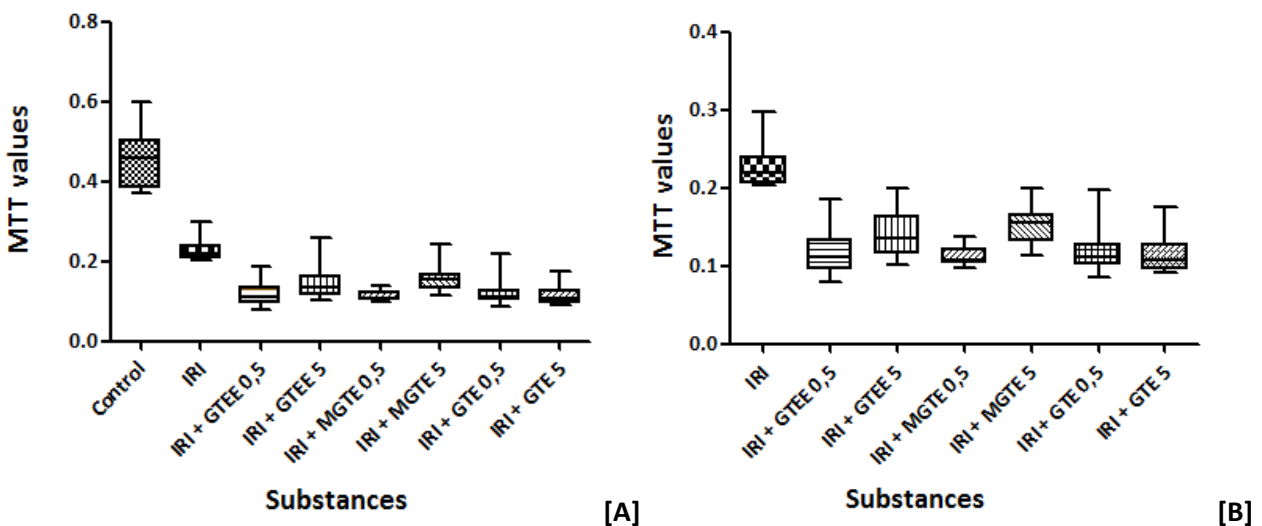 0.8
0.6
0.4
0.2
0.0
MTT values
Control
IRI
IRI + GTEE 0,5
IRI + GTEE 5
IRI + MGTE 0,5
IRI + MGTE 5
IRI + GTE 0,5
IRI + GTE 5
Substances
[A]
0.4
0.3
0.2
0.1
0.0
MTT values
IRI
IRI + GTEE 0,5
IRI + GTEE 5
IRI + MGTE 0,5
IRI + MGTE 5
IRI + GTE 0,5
IRI + GTE 5
Substances
[B]